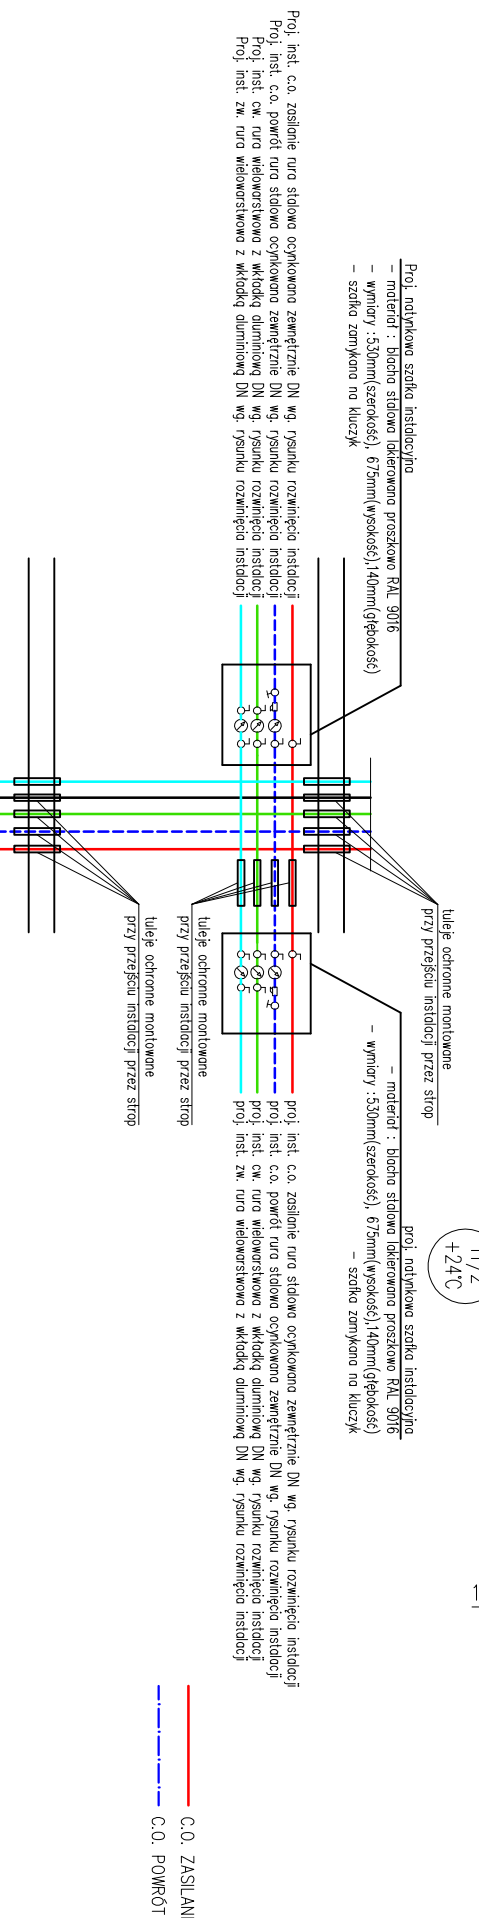 Proj. inst. c.o. zasilanie rura stalowa ocynkowana zewnętrznie DN wg. rysunku rozwinięcia instalacji
Proj. inst. c.o. powrót rura stalowa ocynkowana zewnętrznie DN wg. rysunku rozwinięcia instalacji
Proj. inst. cw. rura wielowarstwowa z wkładką aluminiową DN wg. rysunku rozwinięcia instalacji
Proj. inst. zw. rura wielowarstwowa z wkładką aluminiową DN wg. rysunku rozwinięcia instalacji
Proj. natynkowa szafka instalacyjna
- materiał : blacha stalowa lakierowana proszkowo RAL 9016
- wymiary :530mm(szerokość), 675mm(wysokość),140mm(głębokość)
- szafka zamykana na kluczyk
tuleje ochronne montowane
przy przejściu instalacji przez strop
tuleje ochronne montowane
przy przejściu instalacji przez strop
tuleje ochronne montowane
przy przejściu instalacji przez strop
proj. natynkowa szafka instalacyjna
- materiał : blacha stalowa lakierowana proszkowo RAL 9016
- wymiary :530mm(szerokość), 675mm(wysokość),140mm(głębokość)
- szafka zamykana na kluczyk
proj. inst. c.o. zasilanie rura stalowa ocynkowana zewnętrznie DN wg. rysunku rozwinięcia instalacji
proj. inst. c.o. powrót rura stalowa ocynkowana zewnętrznie DN wg. rysunku rozwinięcia instalacji
proj. inst. cw. rura wielowarstwowa z wkładką aluminiową DN wg. rysunku rozwinięcia instalacji
proj. inst. zw. rura wielowarstwowa z wkładką aluminiową DN wg. rysunku rozwinięcia instalacji
+24°C
1
C.O. ZASILANI
C.O. POWRÓT